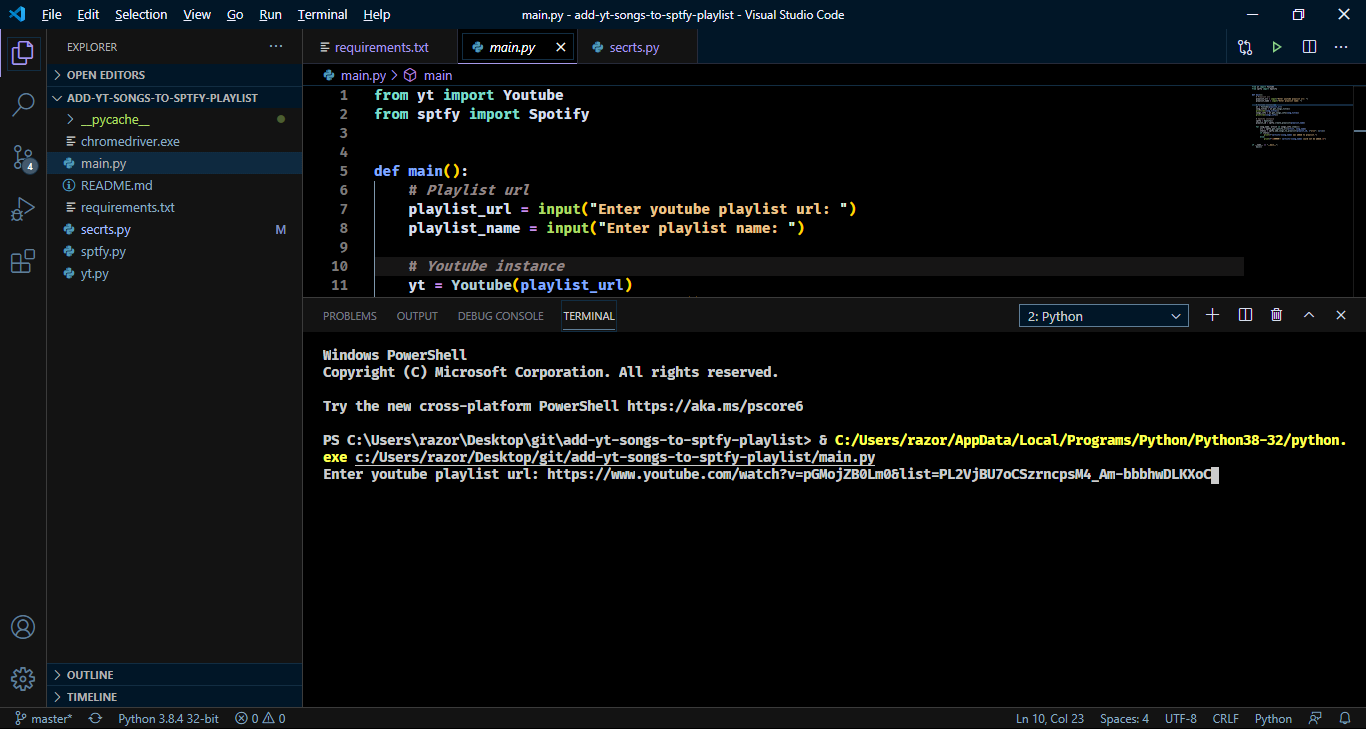 File Edit Selection View Go Run Terminal Help main.py - add-yt-songs-to-sptfy-playlist - Visual Studio Code
EXPLORER
requirements.txt main.py secrts.py
OPEN EDITORS
ADD-YT-SONGS-TO-SPTFY-PLAYLIST
__pycache__
chromedriver.exe
main.py
README.md
requirements.txt
secrts.py M
sptfy.py
yt.py
4
OUTLINE
TIMELINE
main.py > main
1 from yt import Youtube
2 from sptfy import Spotify
3
4
5 def main():
6 # Playlist url
7 playlist_url = input("Enter youtube playlist url: ")
8 playlist_name = input("Enter playlist name: ")
9
10 # Youtube instance
11 yt = Youtube(playlist_url)
PROBLEMS OUTPUT DEBUG CONSOLE TERMINAL 2: Python
Windows PowerShell
Copyright (C) Microsoft Corporation. All rights reserved.
Try the new cross-platform PowerShell https://aka.ms/pscore6
PS C:\Users\razor\Desktop\git\add-yt-songs-to-sptfy-playlist> & C:/Users/razor/AppData/Local/Programs/Python/Python38-32/python.
exe c:/Users/razor/Desktop/git/add-yt-songs-to-sptfy-playlist/main.py
Enter youtube playlist url: https://www.youtube.com/watch?v=pGMojZB0Lm0&list=PL2VjBU7oCSzrncpsM4_Am-bbbhwDLKXoC
master* Python 3.8.4 32-bit 0 0 Ln 10, Col 23 Spaces: 4 UTF-8 CRLF Python